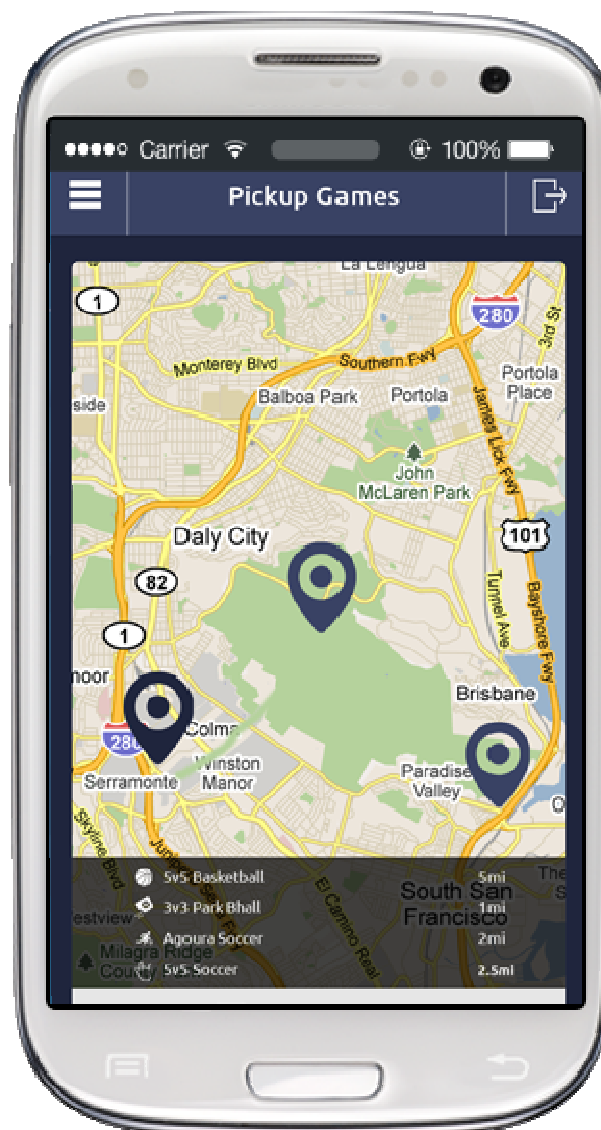 Carrier 100%
Pickup Games
La Lengua
1
280
3rd St
Monterey Blvd
Southern Fwy
Portola
Place
side
Balboa Park
Portola
James Lick Fwy
John
McLaren Park
Daly City
101
82
Tunnel Ave
Bayshore Fwy
1
moor
Brisbane
Colma
280
Winston
Manor
Serramonte
Paradise
Valley
O
Skyline Blvd
5v5 Basketball 5mi
The
South San
Francisco
3v3 Park Bball 1mi
estview
El Camino Real
Agoura Soccer 2mi
Milagra Ridge
5v5 Soccer 2.5mi